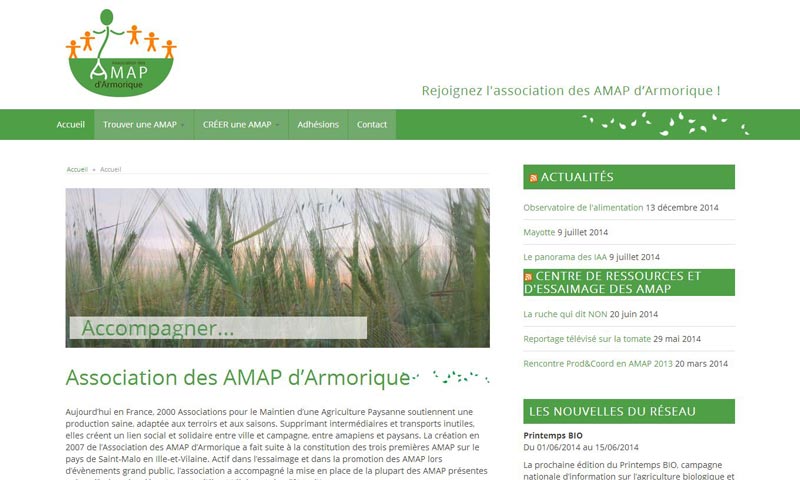 AMAP
d'Armorique
Rejoignez l'association des AMAP d'Armorique !
Accueil
Trouver une AMAP
CRÉER une AMAP
Adhésions
Contact
Accueil » Accueil
Accompagner...
Association des AMAP d'Armorique
Aujourd'hui en France, 2000 Associations pour le Maintien d'une Agriculture Paysanne soutiennent une
production saine, adaptée aux terroirs et aux saisons. Supprimant intermédiaires et transports inutiles,
elles créent un lien social et solidaire entre ville et campagne, entre amapiens et paysans. La création en
2007 de l'Association des AMAP d'Armorique a fait suite à la constitution des trois premières AMAP sur le
pays de Saint-Malo en Ille-et-Vilaine. Actif dans l'essaimage et dans la promotion des AMAP lors
d'évènements grand public, l'association a accompagné la mise en place de la plupart des AMAP présentes
ACTUALITÉS
Observatoire de l'alimentation 13 décembre 2014
Mayotte 9 juillet 2014
Le panorama des IAA 9 juillet 2014
CENTRE DE RESSOURCES ET
D'ESSAIMAGE DES AMAP
La ruche qui dit NON 20 juin 2014
Reportage télévisé sur la tomate 29 mai 2014
Rencontre Prod&Coord en AMAP 2013 20 mars 2014
LES NOUVELLES DU RÉSEAU
Printemps BIO
Du 01/06/2014 au 15/06/2014
La prochaine édition du Printemps BIO, campagne
nationale d'information sur l'agriculture biologique et